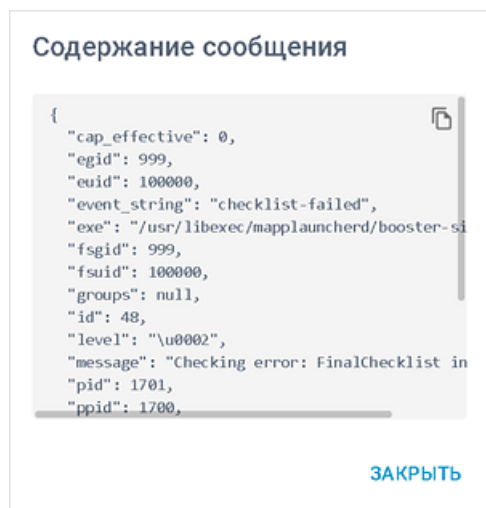 Содержание сообщения
{
"cap_effective": 0,
"egid": 999,
"euid": 100000,
"event_string": "checklist-failed",
"exe": "/usr/libexec/mapplauncherd/booster-si
"fsgid": 999,
"fsuid": 100000,
"groups": null,
"id": 48,
"level": "\u0002",
"message": "Checking error: FinalChecklist in
"pid": 1701,
"ppid": 1700,
ЗАКРЫТЬ